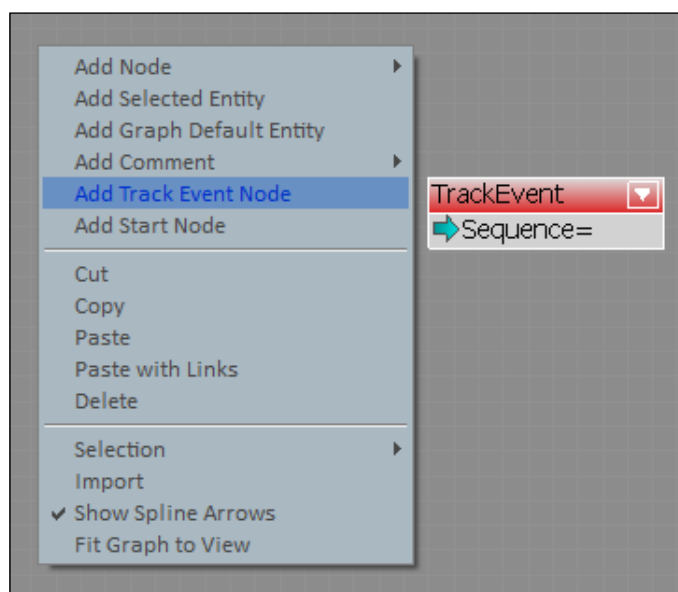 Add Node
Add Selected Entity
Add Graph Default Entity
Add Comment
Add Track Event Node
Add Start Node
Cut
Copy
Paste
Paste with Links
Delete
Selection
Import
Show Spline Arrows
Fit Graph to View
TrackEvent
Sequence=